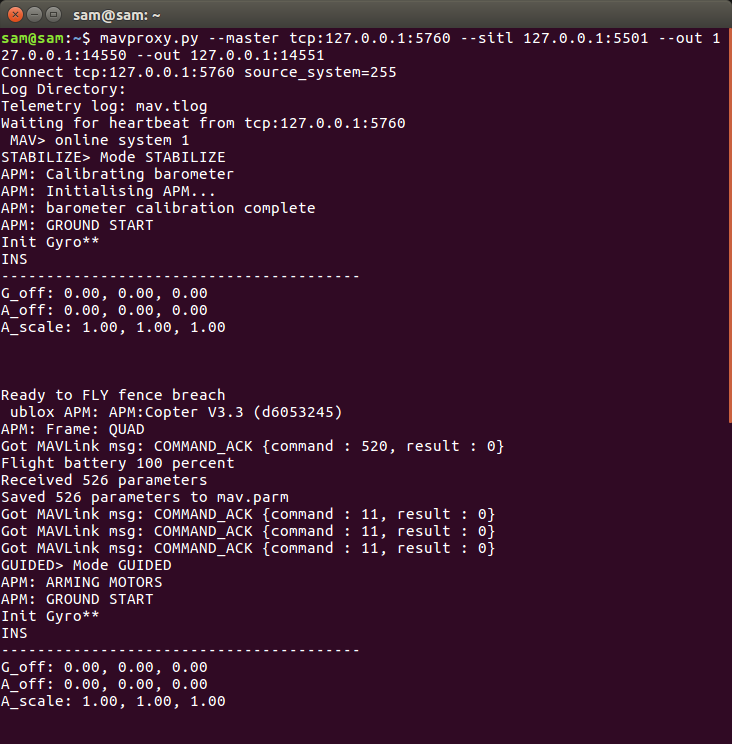 sam@sam: ~
sam@sam:~$ mavproxy.py --master tcp:127.0.0.1:5760 --sitl 127.0.0.1:5501 --out 1
27.0.0.1:14550 --out 127.0.0.1:14551
Connect tcp:127.0.0.1:5760 source_system=255
Log Directory:
Telemetry log: mav.tlog
Waiting for heartbeat from tcp:127.0.0.1:5760
 MAV> online system 1
STABILIZE> Mode STABILIZE
APM: Calibrating barometer
APM: Initialising APM...
APM: barometer calibration complete
APM: GROUND START
Init Gyro**
INS
----------------------------------------
G_off: 0.00, 0.00, 0.00
A_off: 0.00, 0.00, 0.00
A_scale: 1.00, 1.00, 1.00
Ready to FLY fence breach
 ublox APM: APM:Copter V3.3 (d6053245)
APM: Frame: QUAD
Got MAVLink msg: COMMAND_ACK {command : 520, result : 0}
Flight battery 100 percent
Received 526 parameters
Saved 526 parameters to mav.parm
Got MAVLink msg: COMMAND_ACK {command : 11, result : 0}
Got MAVLink msg: COMMAND_ACK {command : 11, result : 0}
Got MAVLink msg: COMMAND_ACK {command : 11, result : 0}
GUIDED> Mode GUIDED
APM: ARMING MOTORS
APM: GROUND START
Init Gyro**
INS
----------------------------------------
G_off: 0.00, 0.00, 0.00
A_off: 0.00, 0.00, 0.00
A_scale: 1.00, 1.00, 1.00